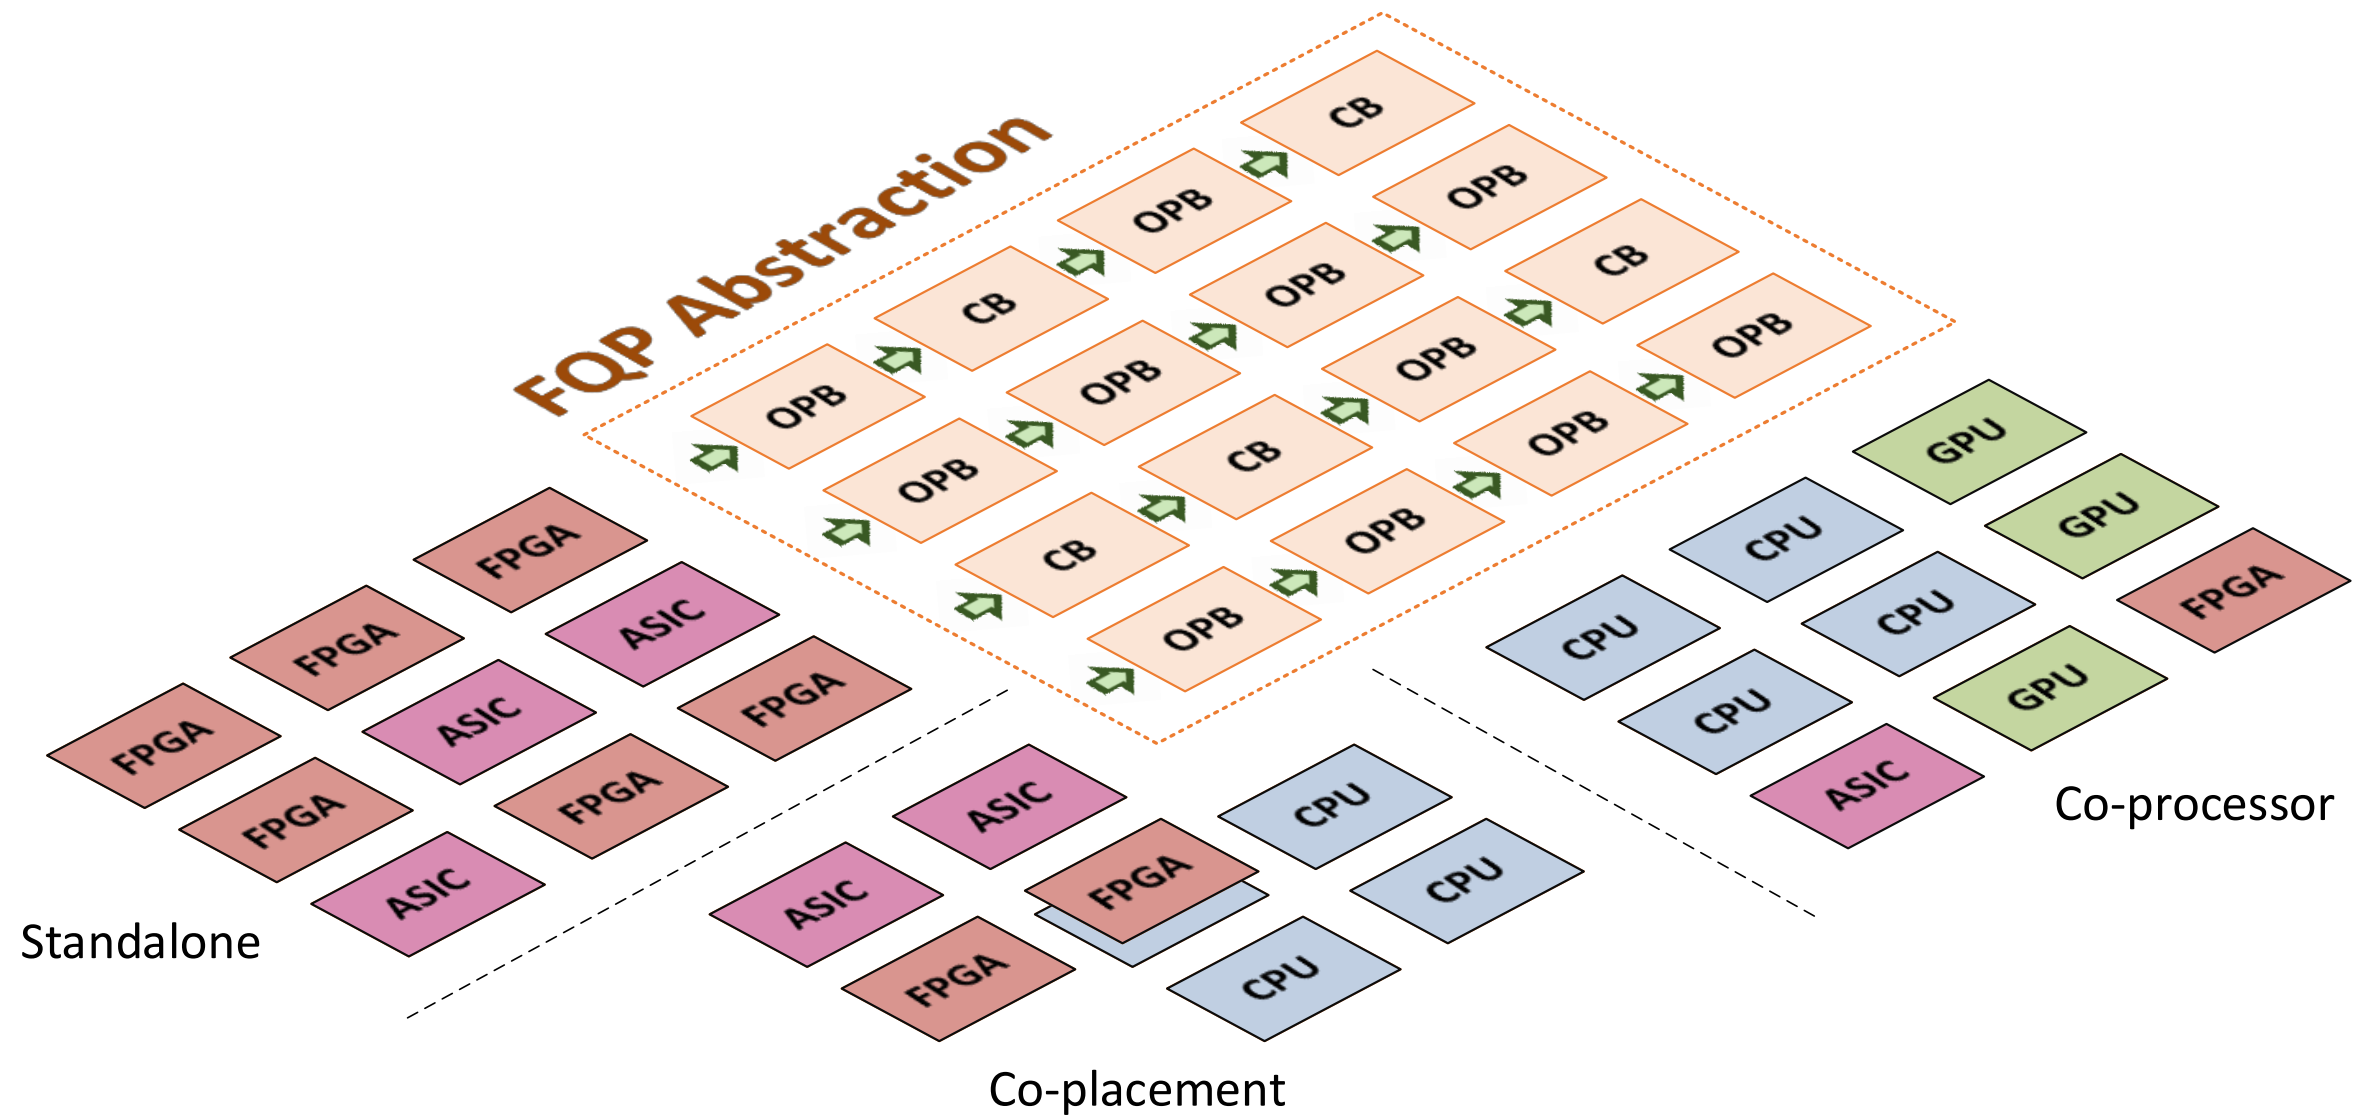 FQP Abstraction
CB
OPB
OPB
CB
OPB
CB
OPB
OPB
OPB
OPB
OPB
CB
OPB
CB
OPB
OPB
FPGA
ASIC
FPGA
FPGA
ASIC
FPGA
FPGA
FPGA
ASIC
Standalone
ASIC
CPU
FPGA
CPU
ASIC
FPGA
CPU
Co-placement
GPU
GPU
FPGA
CPU
CPU
GPU
CPU
CPU
ASIC
Co-processor